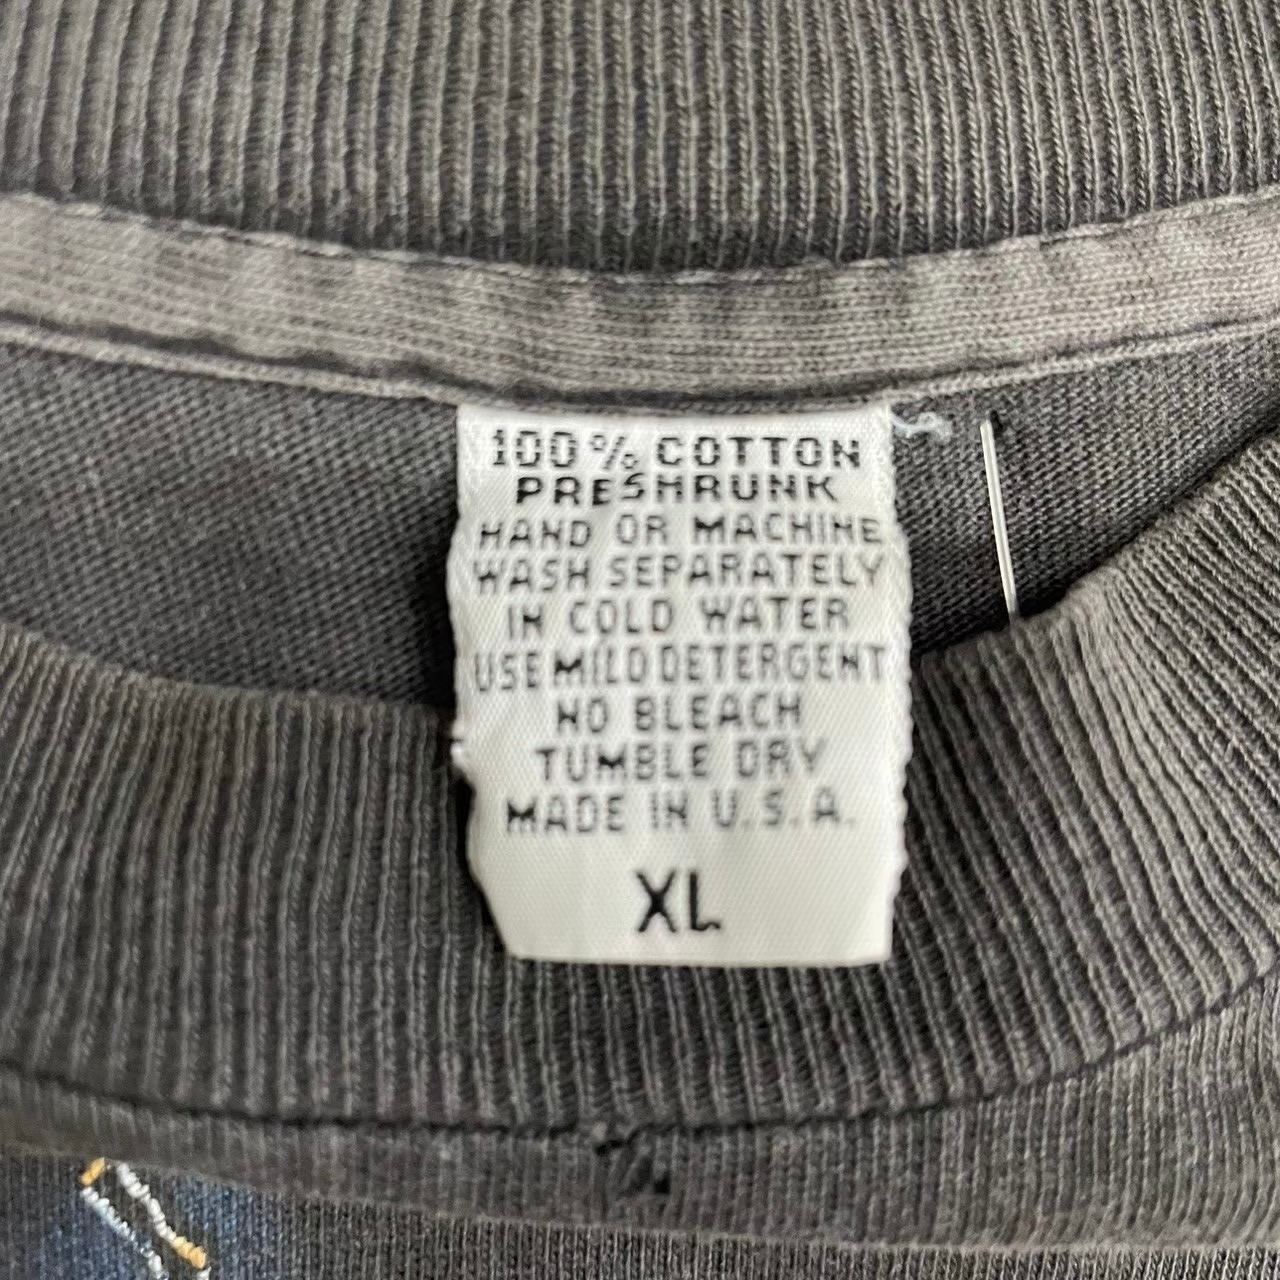 100% COTTON
PRESHRUNK
HAND OR MACHINE
WASH SEPARATELY
IN COLD WATER
USE MILD DETERGENT
NO BLEACH
TUMBLE DRY
MADE IN U.S.A.
XL